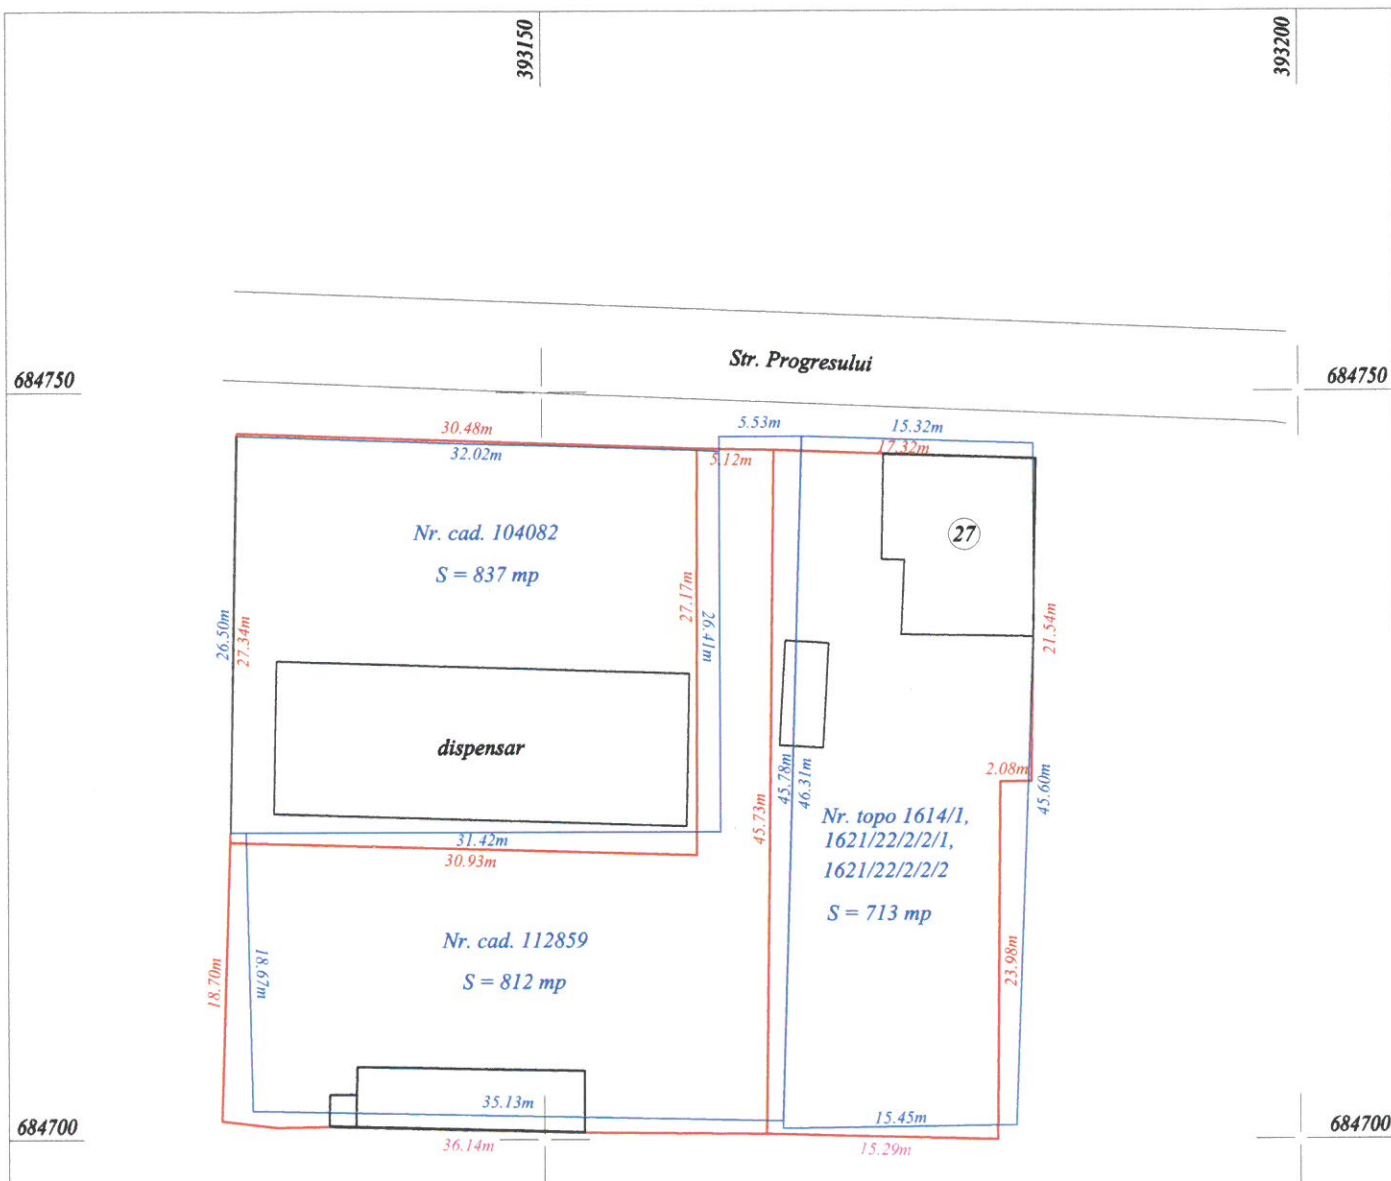 393150
393200
Str. Progresului
684750
684750
30.48m
32.02m
5.53m
15.32m
5.12m
17.32m
Nr. cad. 104082
S = 837 mp
27
26.50m
27.34m
27.17m
26.41m
21.54m
dispensar
45.78m
46.31m
2.08m
45.60m
31.42m
30.93m
45.73m
Nr. topo 1614/1,
1621/22/2/2/1,
1621/22/2/2/2
S = 713 mp
Nr. cad. 112859
S = 812 mp
18.70m
18.67m
23.98m
35.13m
15.45m
684700
684700
36.14m
15.29m